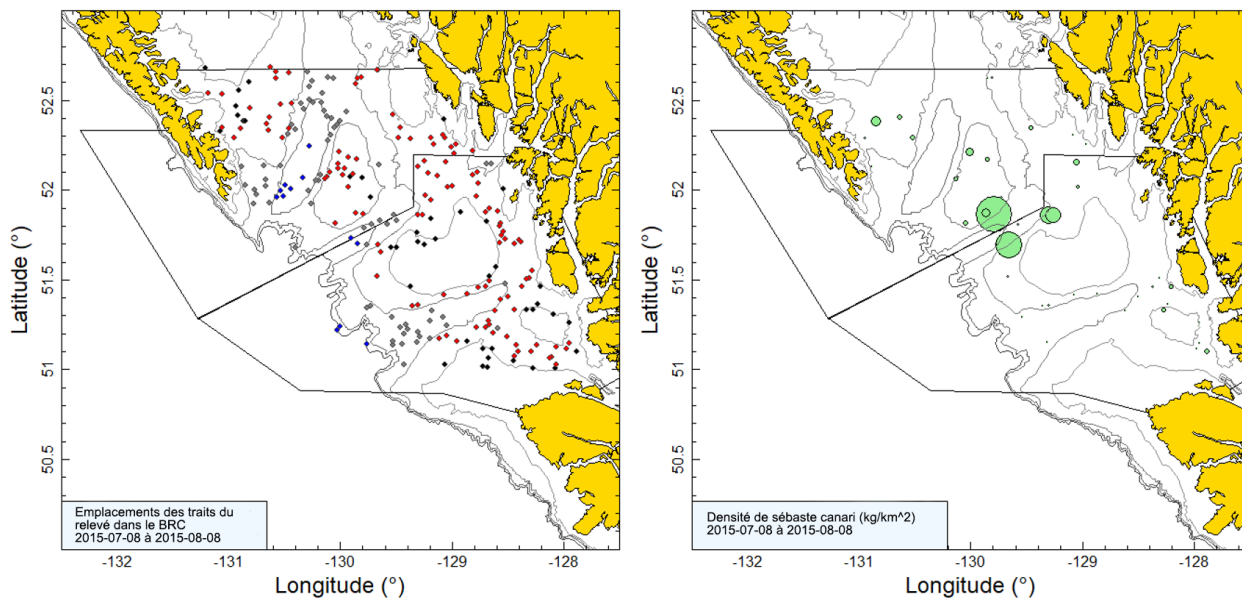 Latitude (°)
52.5
52
51.5
51
50.5
Emplacements des traits du
relevé dans le BRC
2015-07-08 à 2015-08-08
-132
-131
-130
-129
-128
Longitude (°)
Latitude (°)
52.5
52
51.5
51
50.5
Densité de sébaste canari (kg/km^2)
2015-07-08 à 2015-08-08
-132
-131
-130
-129
-128
Longitude (°)